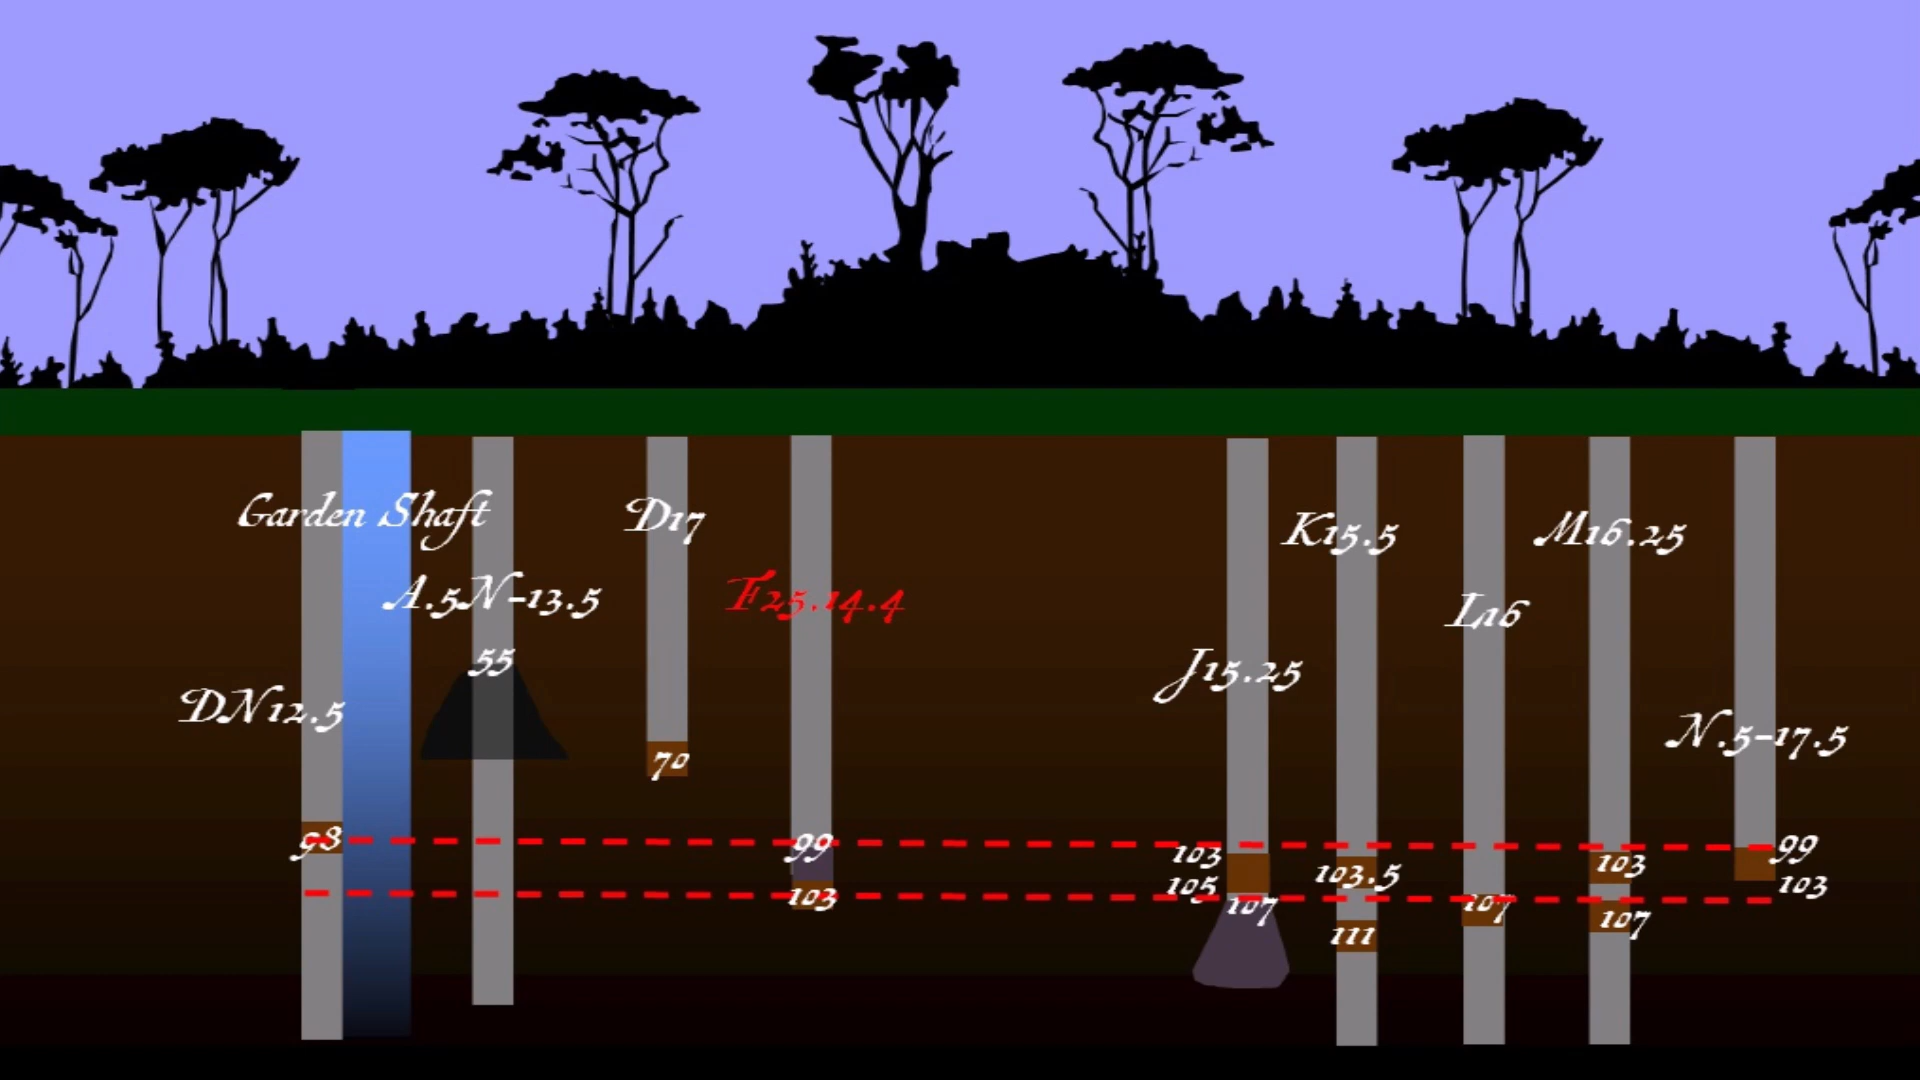 Garden Shaft
D17
K15.5
M16.25
A.5N-13.5
F25.14.4
L16
55
J15.25
DN12.5
N.5-17.5
70
98
99
103
103.5
103
99
105
103
107
107
107
103
111